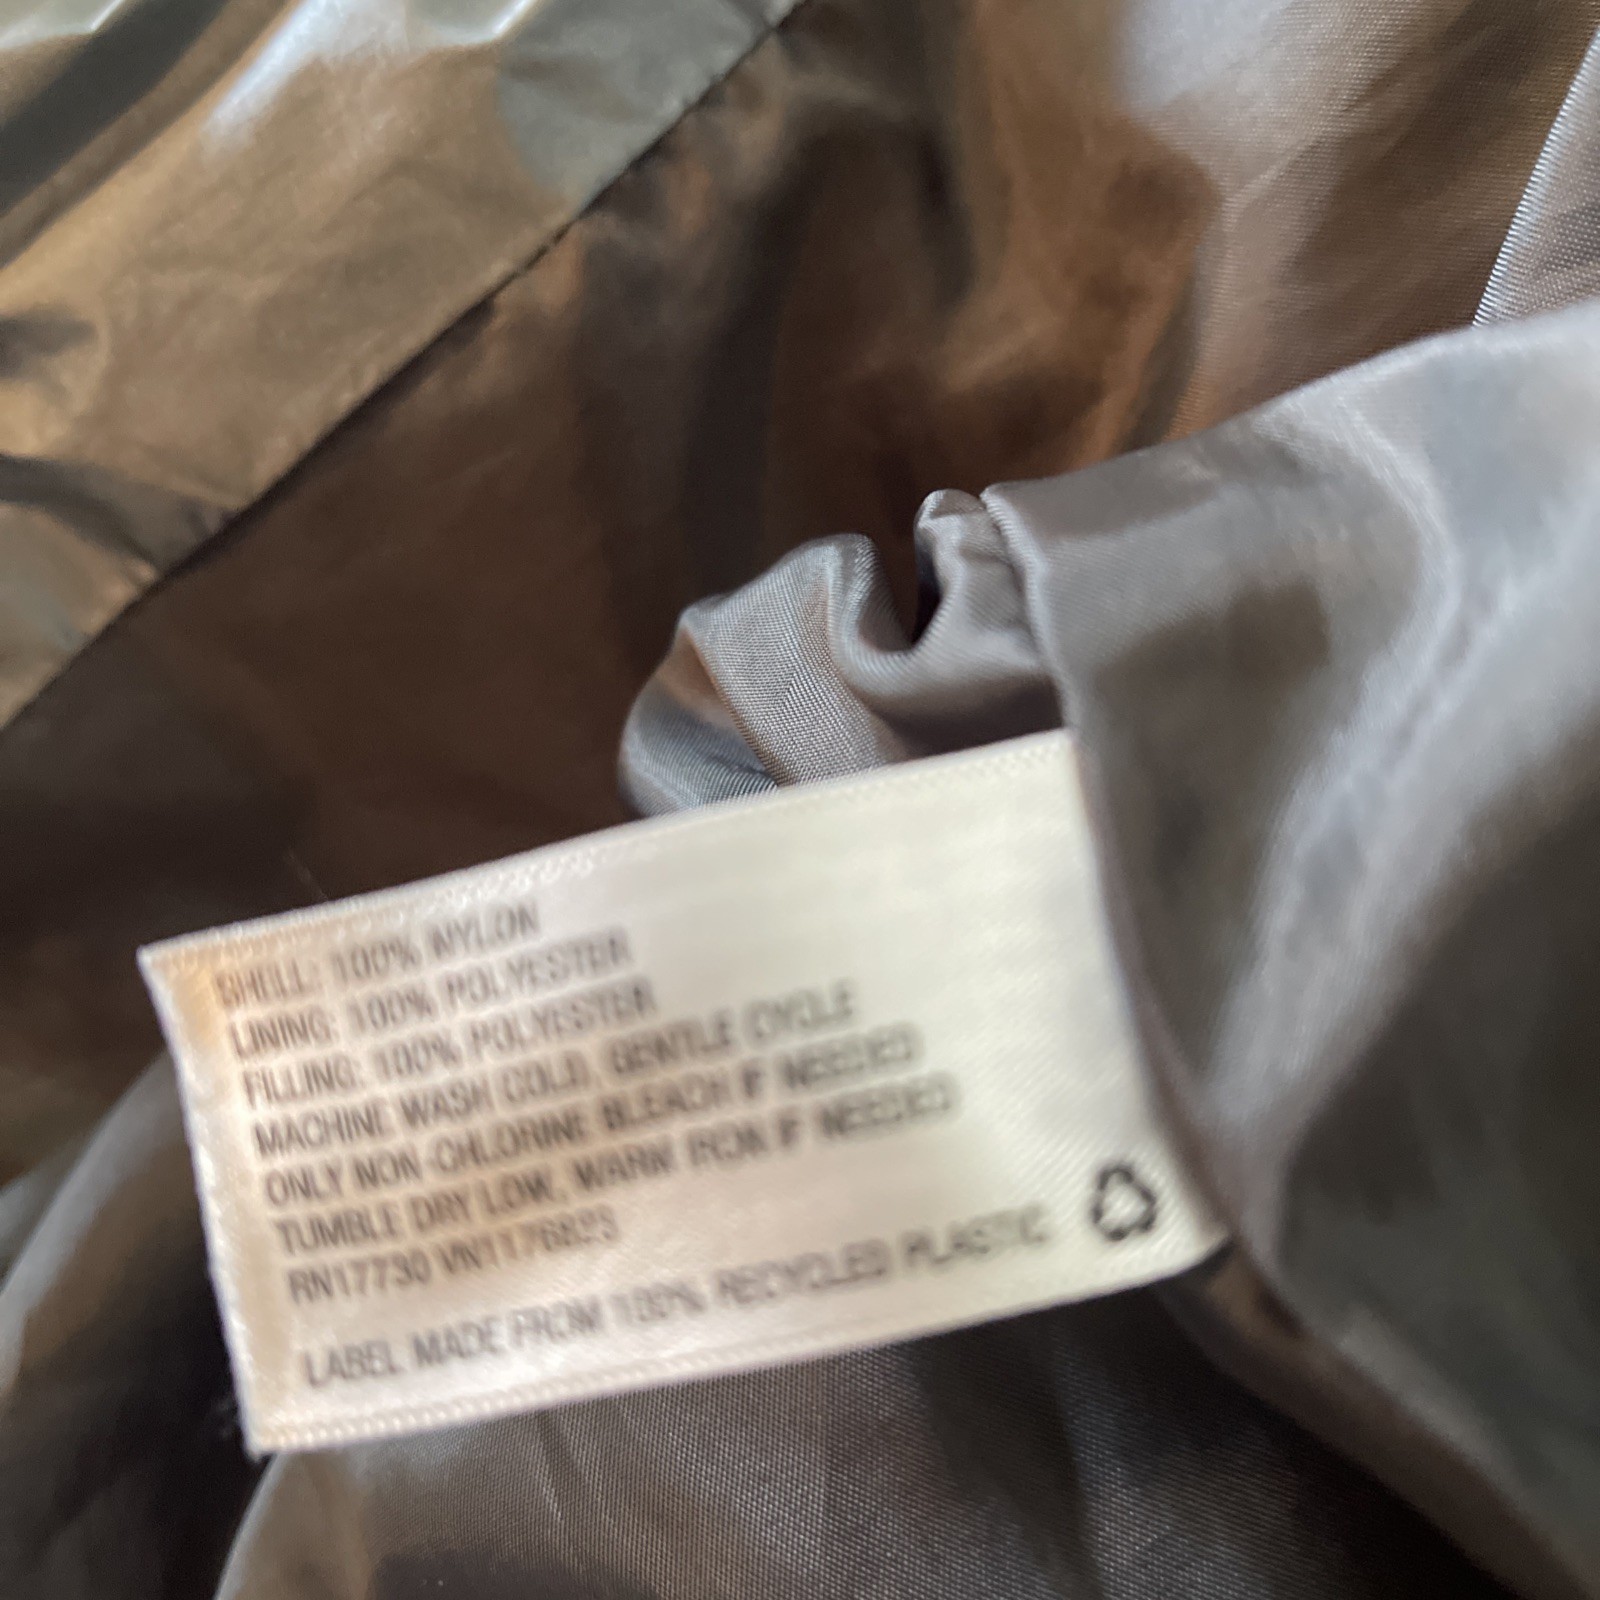 SHELL: 100% NYLON
LINING: 100% POLYESTER
FILLING: 100% POLYESTER
MACHINE WASH COLD, GENTLE CYCLE
ONLY NON-CHLORINE BLEACH IF NEEDED
TUMBLE DRY LOW, WARM IRON IF NEEDED
RN17730 VN1176823
LABEL MADE FROM 100% RECYCLED PLASTIC